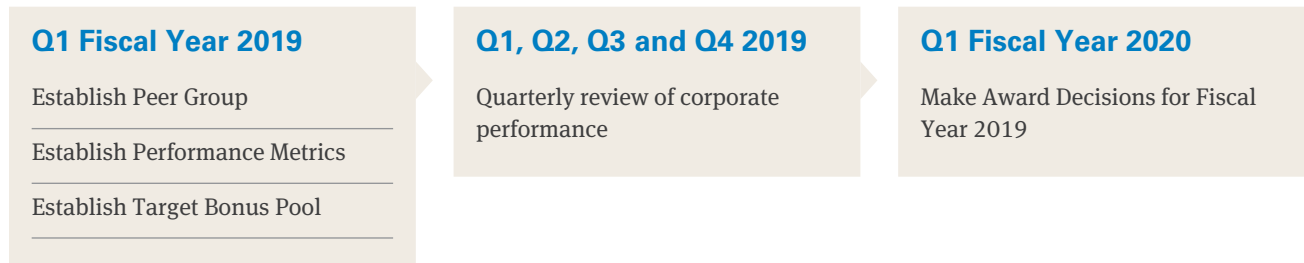 Q1 Fiscal Year 2019
Establish Peer Group
Establish Performance Metrics
Establish Target Bonus Pool
Q1, Q2, Q3 and Q4 2019
Quarterly review of corporate
performance
Q1 Fiscal Year 2020
Make Award Decisions for Fiscal
Year 2019